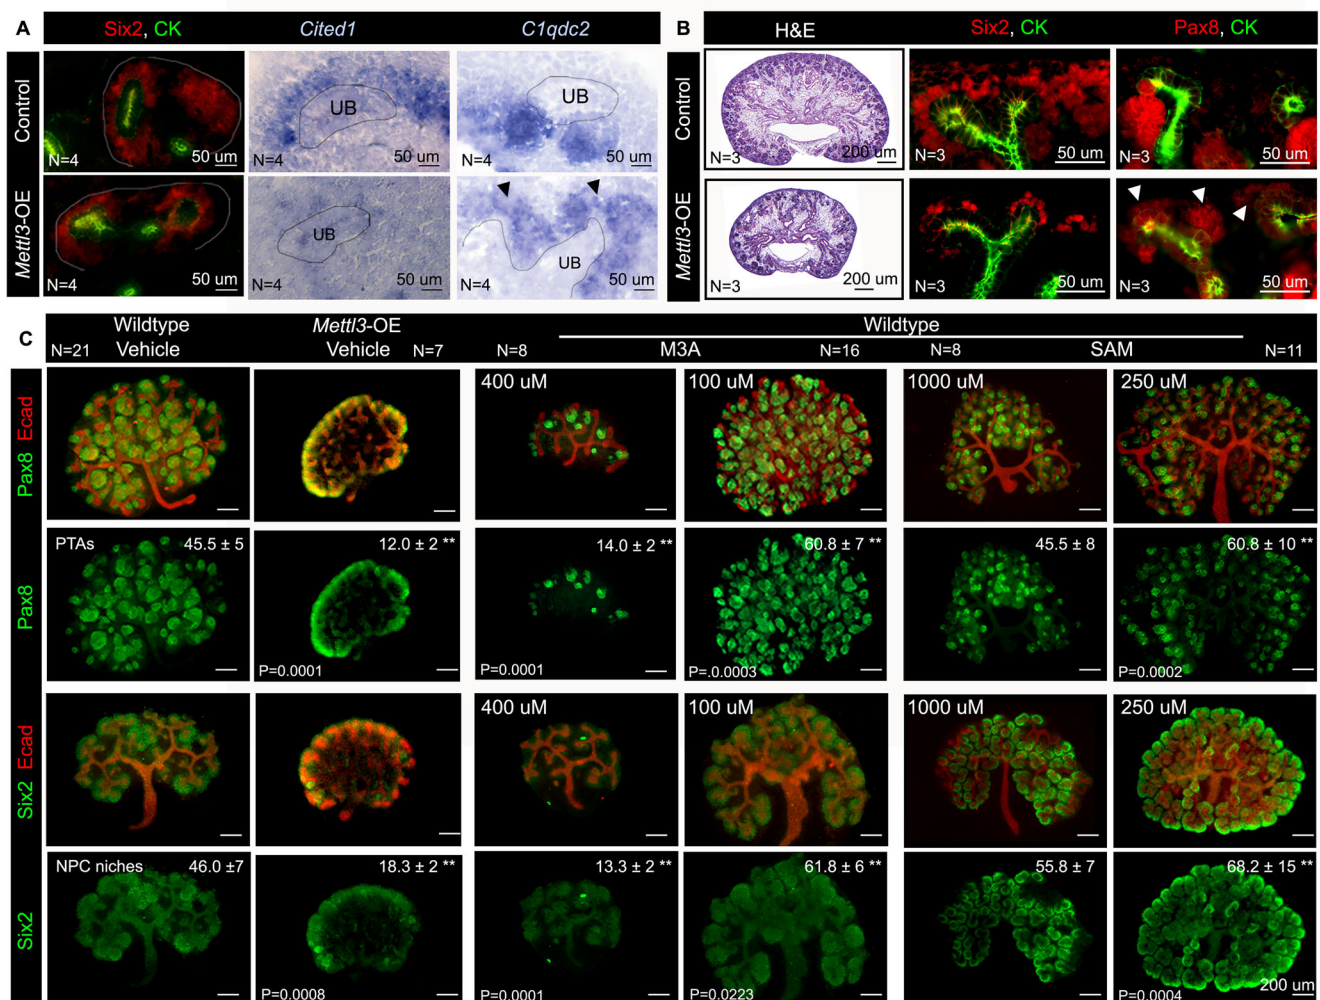 A
Six2, CK
Cited1
C1qdc2
Control
N=4
50 um
UB
N=4
50 um
UB
N=4
50 um
Mettl3-OE
N=4
50 um
UB
N=4
50 um
UB
N=4
50 um
B
H&E
Six2, CK
Pax8, CK
Control
N=3
200 um
N=3
50 um
N=3
50 um
Mettl3-OE
N=3
200 um
N=3
50 um
N=3
50 um
C
Wildtype
Mettl3-OE
Wildtype
N=21
Vehicle
Vehicle
N=7
N=8
M3A
N=16
N=8
SAM
N=11
Pax8 Ecad
400 uM
100 uM
1000 uM
250 uM
Pax8
PTAs
45.5 ± 5
12.0 ± 2 **
14.0 ± 2 **
60.8 ± 7 **
45.5 ± 8
60.8 ± 10 **
P=0.0001
P=0.0001
P=.0.0003
P=0.0002
Six2 Ecad
400 uM
100 uM
1000 uM
250 uM
Six2
NPC niches
46.0 ±7
18.3 ± 2 **
13.3 ± 2 **
61.8 ± 6 **
55.8 ± 7
68.2 ± 15 **
200 um
P=0.0008
P=0.0001
P=0.0223
P=0.0004